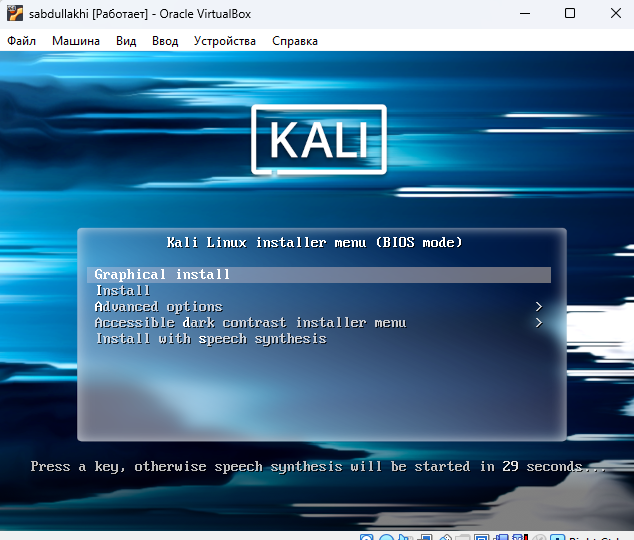 sabdullakhi [Работает] - Oracle VirtualBox
Файл Машина Вид Ввод Устройства Справка
KALI
Kali Linux installer menu (BIOS mode)
Graphical install
Install
Advanced options >
Accessible dark contrast installer menu >
Install with speech synthesis
Press a key, otherwise speech synthesis will be started in 29 seconds...